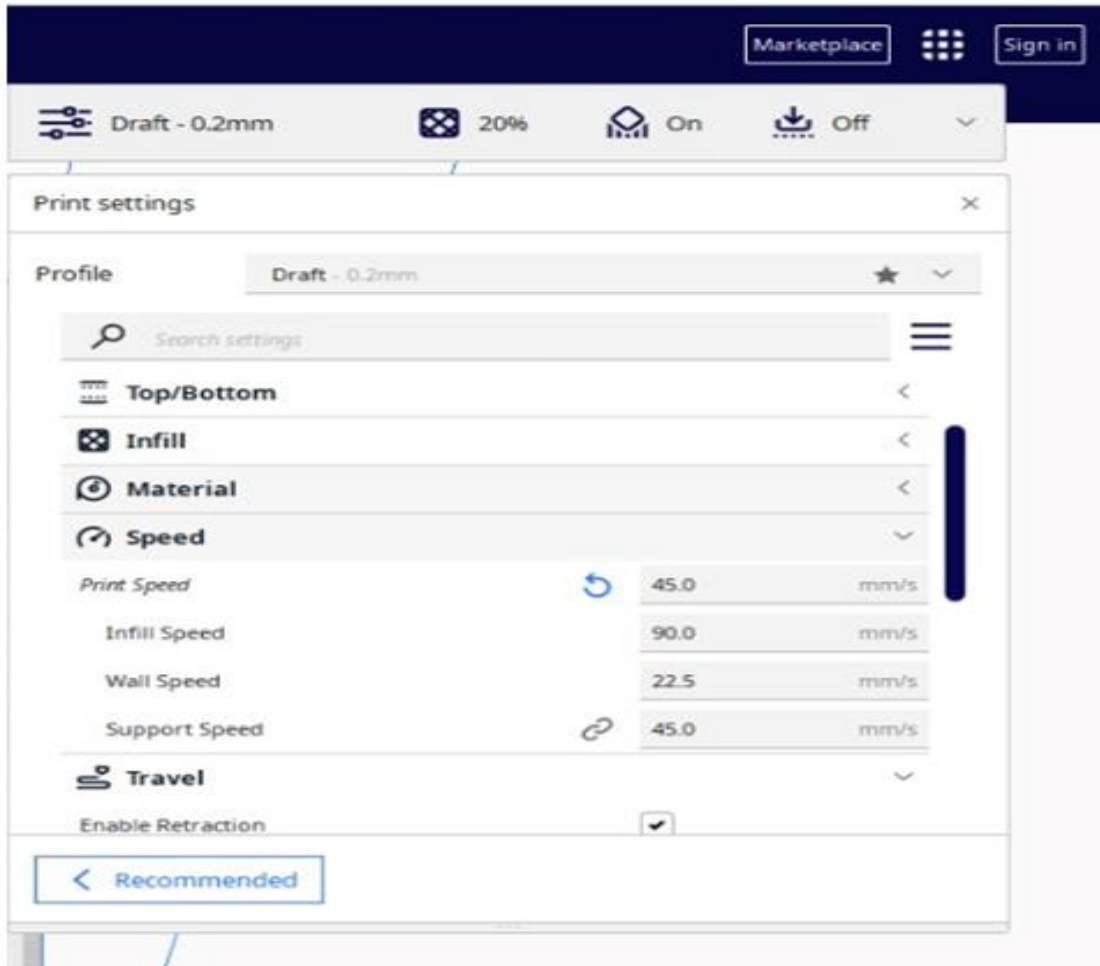 Marketplace Sign in
Draft - 0.2mm 20% On Off
Print settings
Profile Draft - 0.2mm
Search settings
Top/Bottom
Infill
Material
Speed
Print Speed 45.0 mm/s
Infill Speed 90.0 mm/s
Wall Speed 22.5 mm/s
Support Speed 45.0 mm/s
Travel
Enable Retraction
Recommended